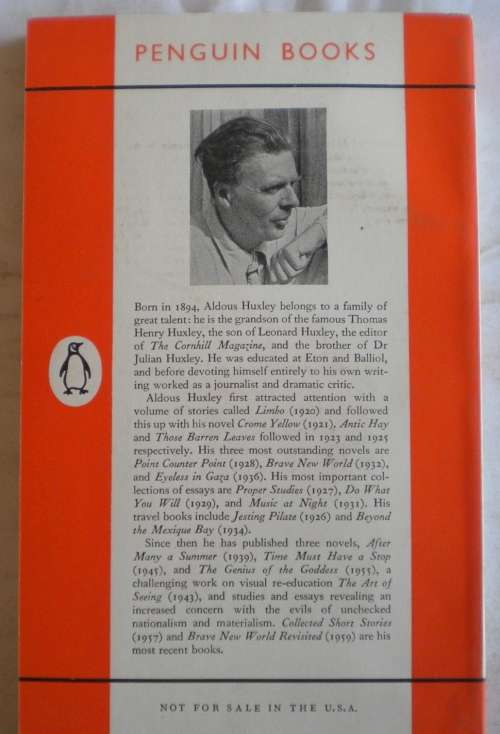 PENGUIN BOOKS
Born in 1894, Aldous Huxley belongs to a family of
great talent: he is the grandson of the famous Thomas
Henry Huxley, the son of Leonard Huxley, the editor
of The Cornhill Magazine, and the brother of Dr
Julian Huxley. He was educated at Eton and Balliol,
and before devoting himself entirely to his own writ-
ing worked as a journalist and dramatic critic.
Aldous Huxley first attracted attention with a
volume of stories called Limbo (1920) and followed
this up with his novel Crome Yellow (1921). Antic Hay
and Those Barren Leaves followed in 1923 and 1925
respectively. His three most outstanding novels are
Point Counter Point (1928), Brave New World (1932),
and Eyeless in Gaza (1936). His most important col-
lections of essays are Proper Studies (1927), Do What
You Will (1929), and Music at Night (1931). His
travel books include Jesting Pilate (1926) and Beyond
the Mexique Bay (1934).
Since then he has published three novels, After
Many a Summer (1939), Time Must Have a Stop
(1945), and The Genius of the Goddess (1955), a
challenging work on visual re-education The Art of
Seeing (1943), and studies and essays revealing an
increased concern with the evils of unchecked
nationalism and materialism. Collected Short Stories
(1957) and Brave New World Revisited (1959) are his
most recent books.
NOT FOR SALE IN THE U.S.A.